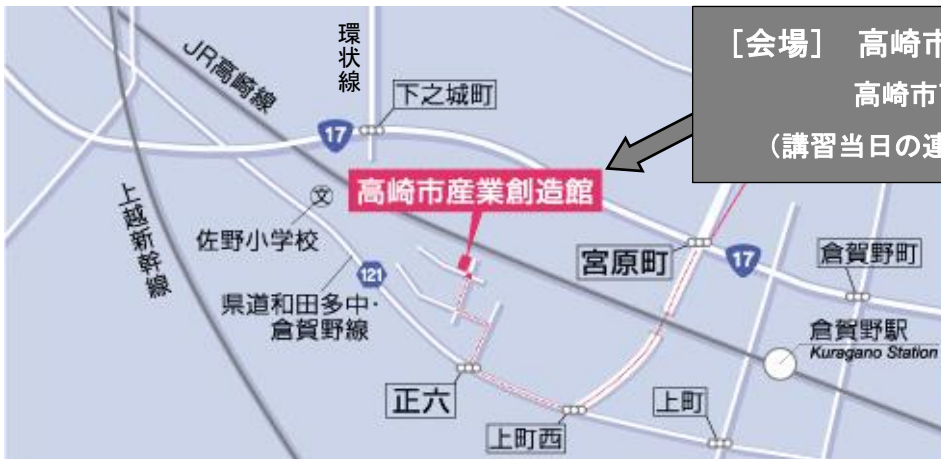 [会場] 高崎市
高崎市
(講習当日の連
環状線
JR高崎線
下之城町
17
高崎市産業創造館
佐野小学校
上越新幹線
121
県道和田多中・
倉賀野線
宮原町
17
倉賀野町
倉賀野駅
Kuragano Station
正六
上町西
上町